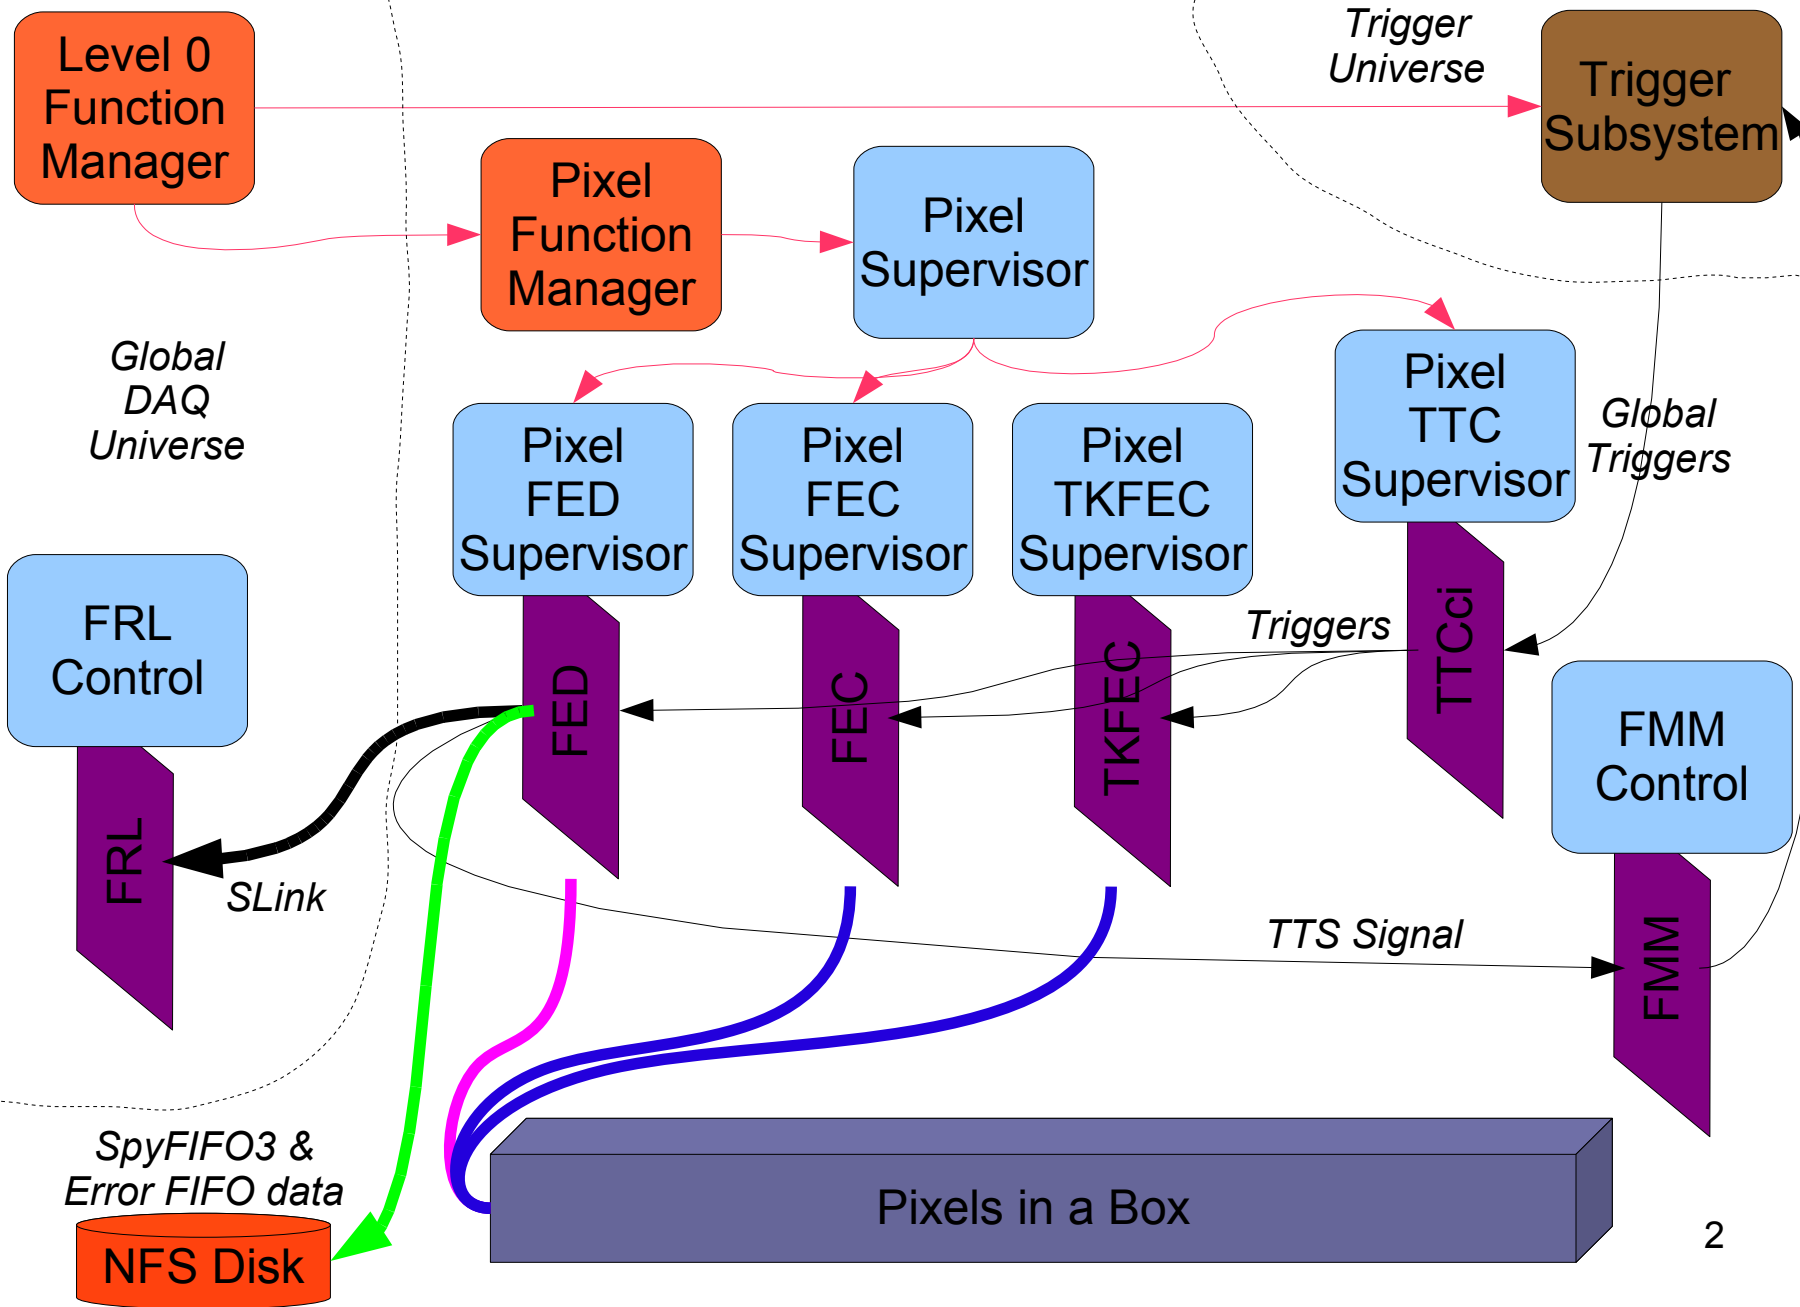 Level 0
Function
Manager
Trigger
Universe
Trigger
Subsystem
Pixel
Function
Manager
Pixel
Supervisor
Global
DAQ
Universe
Pixel
TTC
Supervisor
Global
Triggers
Pixel
FED
Supervisor
Pixel
FEC
Supervisor
Pixel
TKFEC
Supervisor
FRL
Control
Triggers
TTCci
FED
FEC
TKFEC
FMM
Control
FRL
SLink
TTS Signal
FMM
SpyFIFO3 &
Error FIFO data
NFS Disk
Pixels in a Box
2